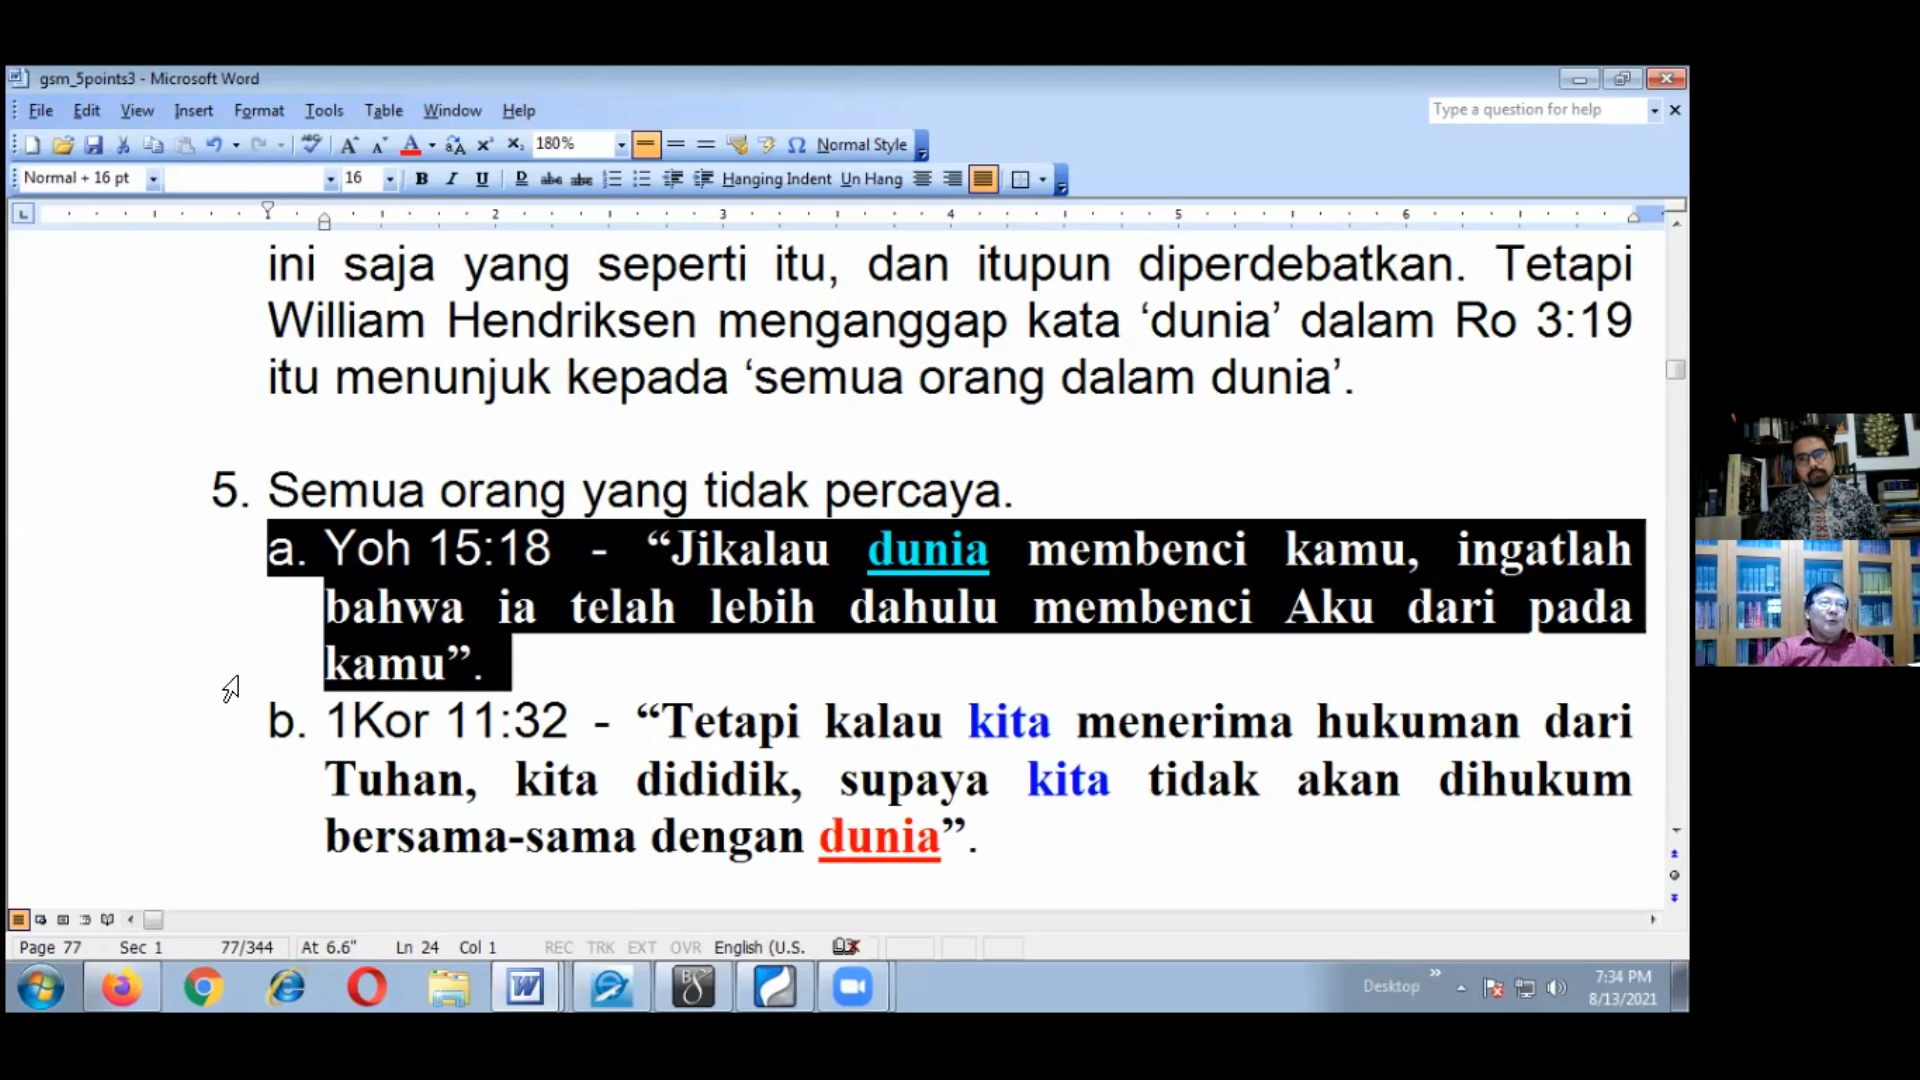 gsm_5points3 - Microsoft Word
File Edit View Insert Format Tools Table Window Help
Type a question for help
180% Normal Style
Normal + 16 pt 16 B I U Hanging Indent Un Hang
2 3 4 5 6
ini saja yang seperti itu, dan itupun diperdebatkan. Tetapi
William Hendriksen menganggap kata ‘dunia’ dalam Ro 3:19
itu menunjuk kepada ‘semua orang dalam dunia’.
5. Semua orang yang tidak percaya.
a. Yoh 15:18 - “Jikalau dunia membenci kamu, ingatlah
bahwa ia telah lebih dahulu membenci Aku dari pada
kamu”.
b. 1Kor 11:32 - “Tetapi kalau kita menerima hukuman dari
Tuhan, kita dididik, supaya kita tidak akan dihukum
bersama-sama dengan dunia”.
Page 77 Sec 1 77/344 At 6.6" Ln 24 Col 1 REC TRK EXT OVR English (U.S.
Desktop
7:34 PM
8/13/2021